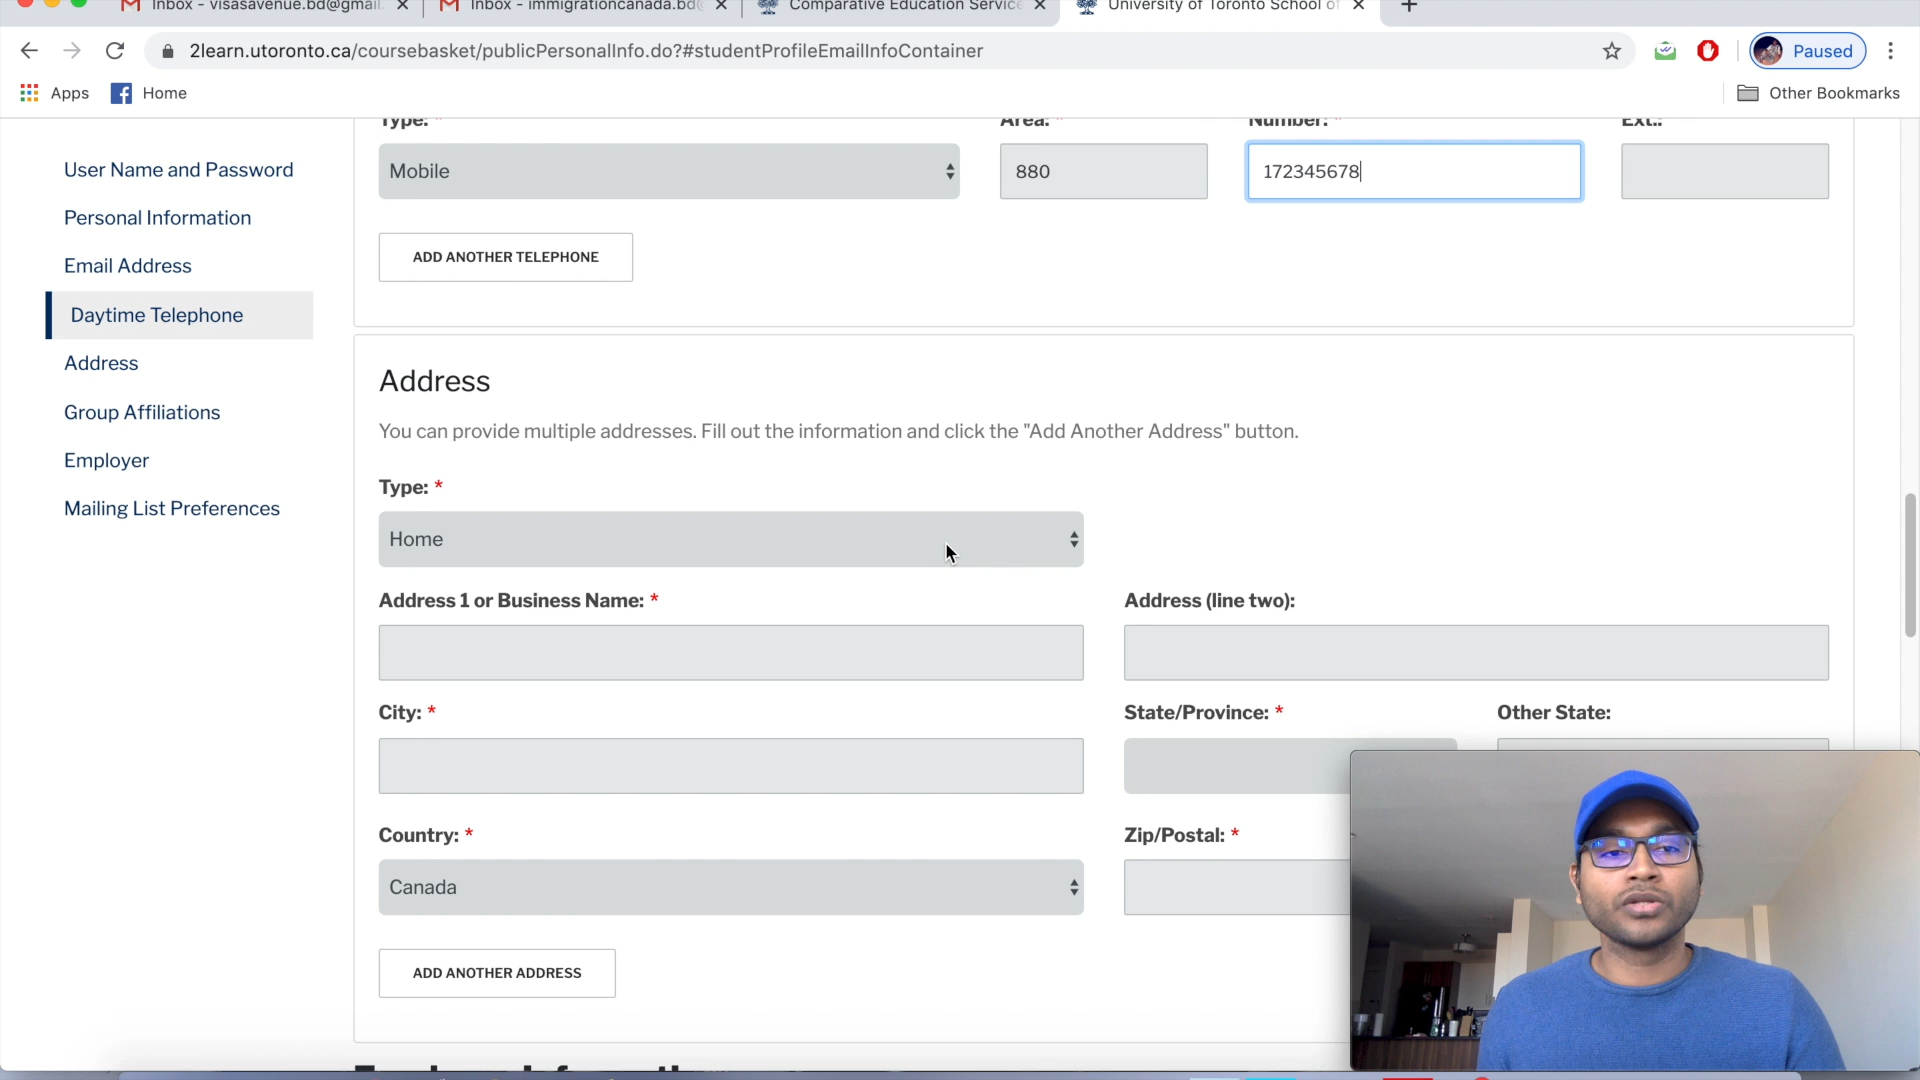 Inbox - visasavenue.bd@gmail.
Inbox - immigrationcanada.bd@
Comparative Education Service
University of Toronto School of
2learn.utoronto.ca/coursebasket/publicPersonalInfo.do?#studentProfileEmailInfoContainer
Paused
Apps
Home
Other Bookmarks
Type: *
Area: *
Number: *
Ext.:
Mobile
880
172345678
ADD ANOTHER TELEPHONE
User Name and Password
Personal Information
Email Address
Daytime Telephone
Address
Group Affiliations
Employer
Mailing List Preferences
Address
You can provide multiple addresses. Fill out the information and click the "Add Another Address" button.
Type: *
Home
Address 1 or Business Name: *
Address (line two):
City: *
State/Province: *
Other State:
Country: *
Zip/Postal: *
Canada
ADD ANOTHER ADDRESS